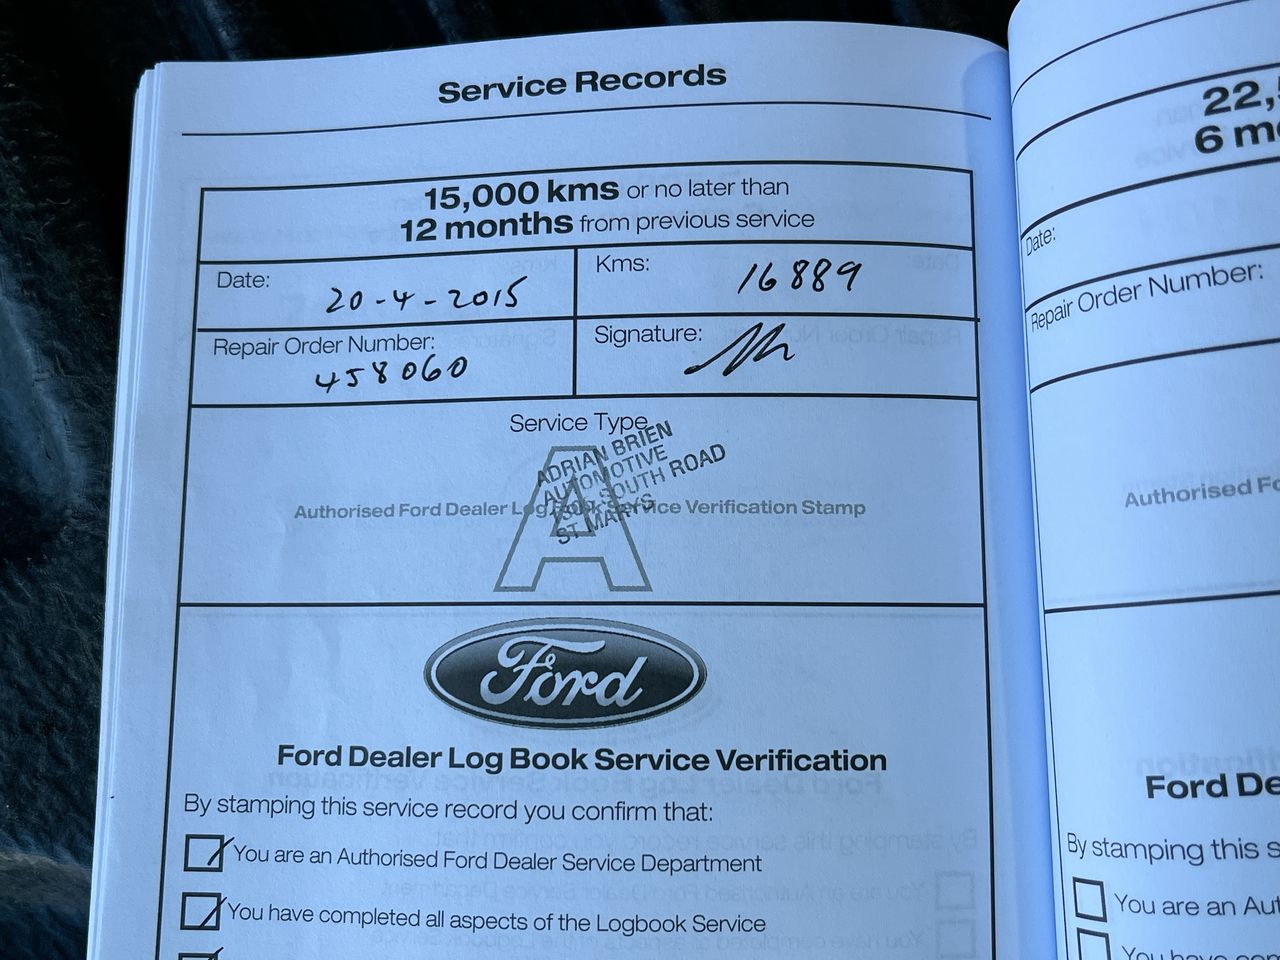 Service Records
15,000 kms or no later than
12 months from previous service
Date:
20-4-2015
Kms:
16889
Repair Order Number:
458060
Signature:
Service Type
ADRIAN BRIEN
AUTOMOTIVE
SOUTH ROAD
ST MARYS
Authorised Ford Dealer Log Book Service Verification Stamp
Ford
Ford Dealer Log Book Service Verification
By stamping this service record you confirm that:
You are an Authorised Ford Dealer Service Department
You have completed all aspects of the Logbook Service
22,
6 m
Date:
Repair Order Number:
Authorised Fo
Ford De
By stamping this s
You are an Aut
You have com